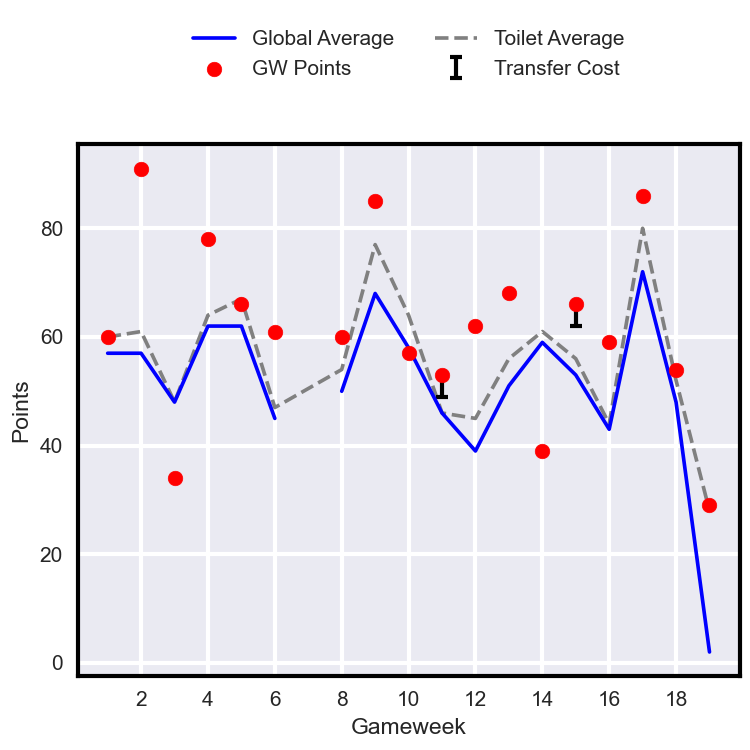 Global Average
Toilet Average
GW Points
Transfer Cost
80
60
40
20
0
Points
2 4 6 8 10 12 14 16 18
Gameweek